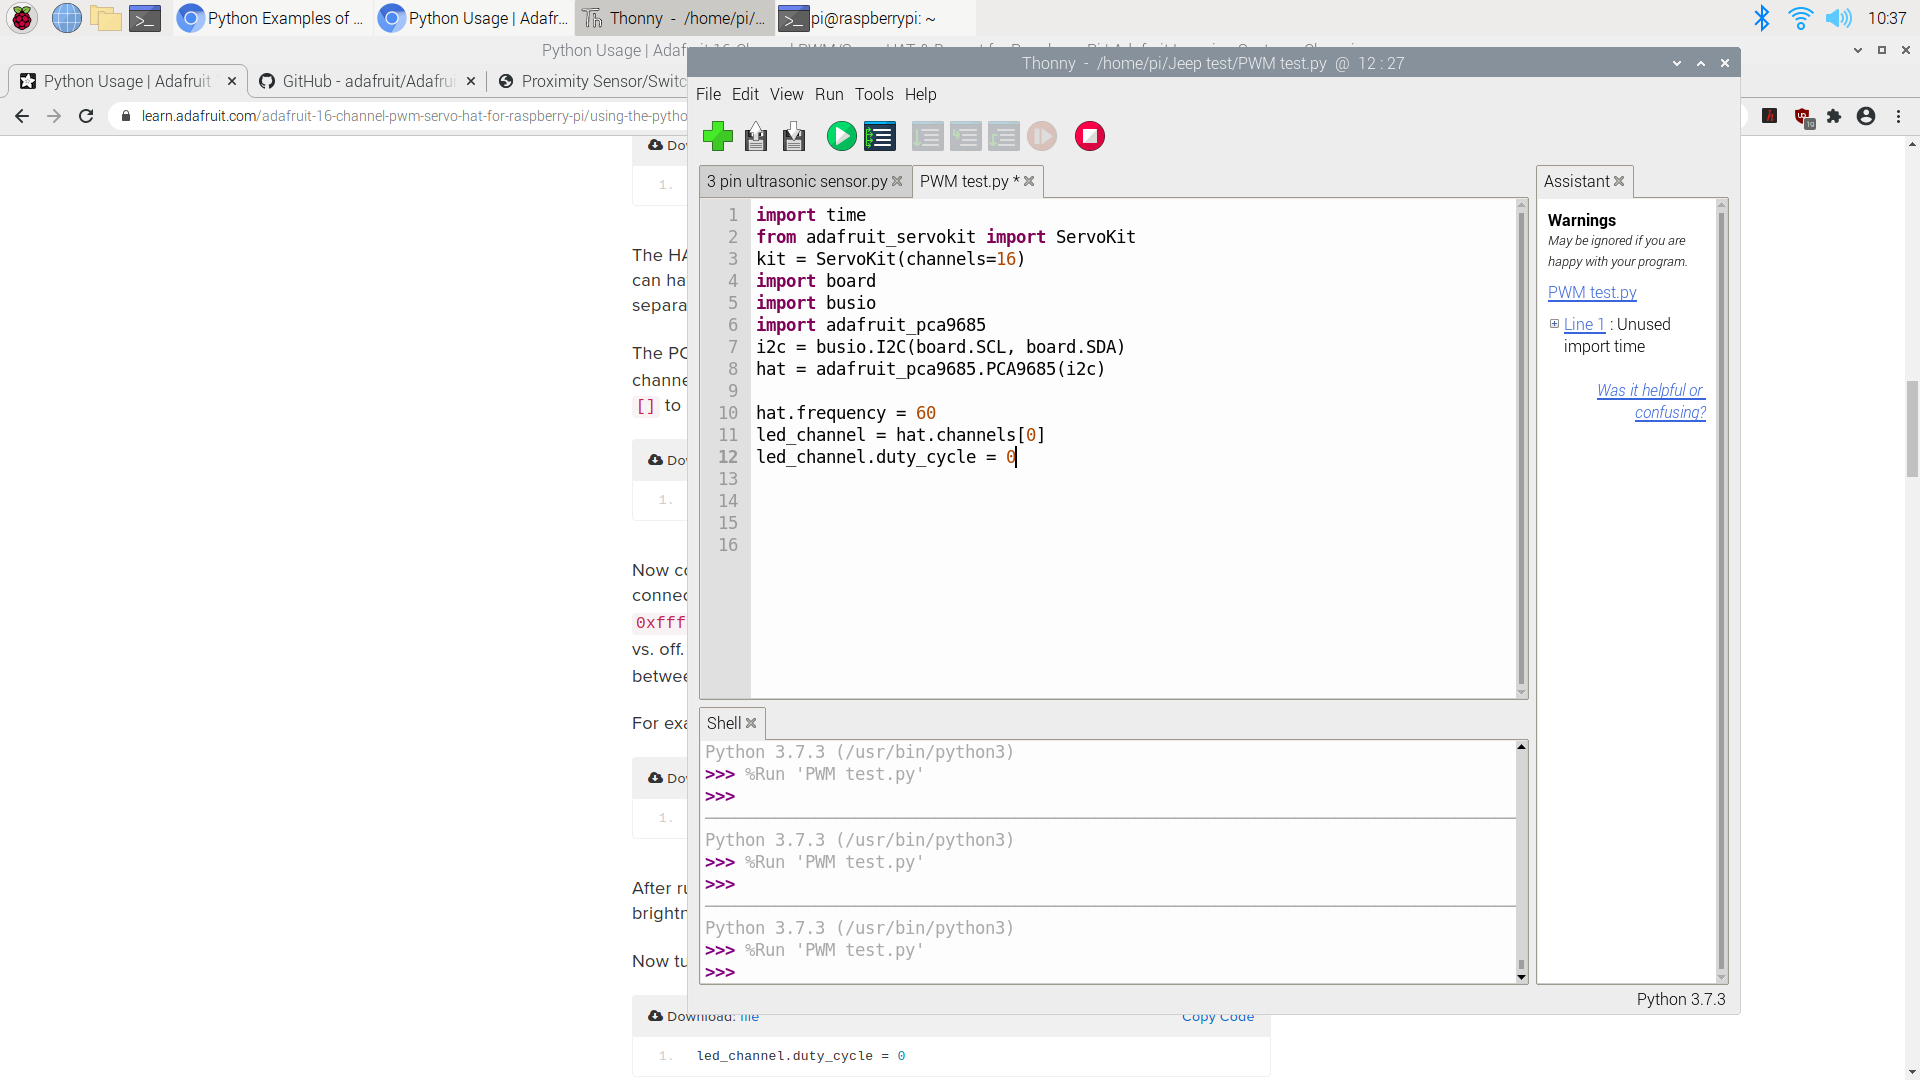 Python Examples of ...
Python Usage | Adafr...
Thonny - /home/pi/...
pi@raspberrypi: ~
10:37
Thonny - /home/pi/Jeep test/PWM test.py @ 12 : 27
Python Usage | Adafruit
GitHub - adafruit/Adafrui
Proximity Sensor/Switc
learn.adafruit.com/adafruit-16-channel-pwm-servo-hat-for-raspberry-pi/using-the-pytho
File Edit View Run Tools Help
3 pin ultrasonic sensor.py
PWM test.py *
1 import time
2 from adafruit_servokit import ServoKit
3 kit = ServoKit(channels=16)
4 import board
5 import busio
6 import adafruit_pca9685
7 i2c = busio.I2C(board.SCL, board.SDA)
8 hat = adafruit_pca9685.PCA9685(i2c)
9
10 hat.frequency = 60
11 led_channel = hat.channels[0]
12 led_channel.duty_cycle = 0
13
14
15
16
Assistant
Warnings
May be ignored if you are
happy with your program.
PWM test.py
Line 1 : Unused
import time
Was it helpful or
confusing?
Shell
Python 3.7.3 (/usr/bin/python3)
>>> %Run 'PWM test.py'
>>>
Python 3.7.3 (/usr/bin/python3)
>>> %Run 'PWM test.py'
>>>
Python 3.7.3 (/usr/bin/python3)
>>> %Run 'PWM test.py'
>>>
Python 3.7.3
Dow
1.
The HA
can ha
separa
The PC
channe
[] to
Dow
1.
Now co
connec
0xfff
vs. off.
betwee
For exa
Dow
1.
After ru
brightn
Now tu
Download: file
Copy Code
1. led_channel.duty_cycle = 0